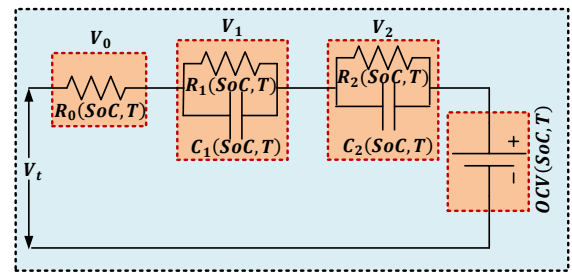 V₀
V₁
V₂
R₀(SoC,T)
R₁(SoC,T)
C₁(SoC,T)
R₂(SoC,T)
C₂(SoC,T)
Vₜ
+
−
OCV(SoC,T)